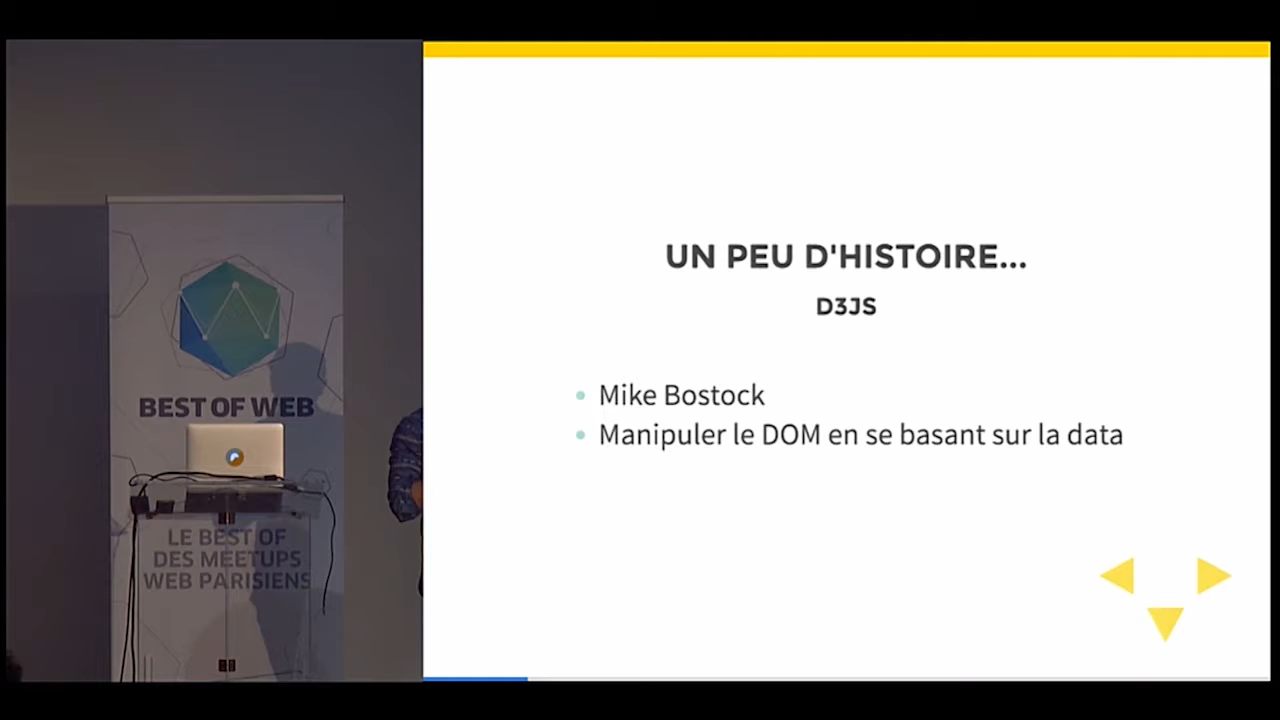 BEST OF WEB
LE BEST OF
DES MEETUPS
WEB PARISIENS
UN PEU D'HISTOIRE...
D3JS
Mike Bostock
Manipuler le DOM en se basant sur la data